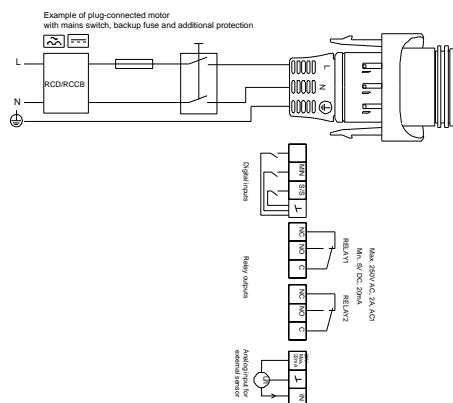 Example of plug-connected motor
with mains switch, backup fuse and additional protection
L
RCD/RCCB
N
L
N
Digital inputs
MIN
S/S
NC
NO
C
RELAY1
Relay outputs
NC
NO
C
RELAY2
Max. 250V AC, 2A, AC1
Min. 5V DC, 20mA
Analog input for
external sensor
Max.
22mA
IN